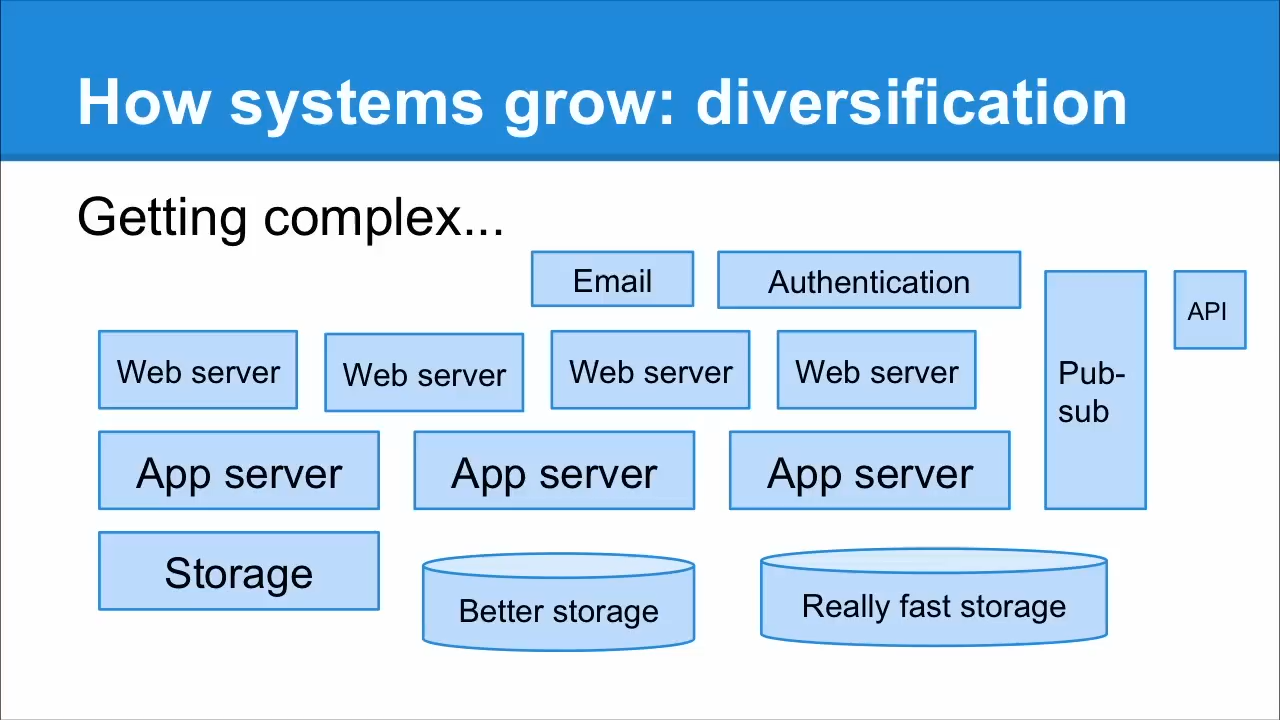 How systems grow: diversification
Getting complex...
Email
Authentication
API
Web server
Web server
Web server
Web server
Pub-
sub
App server
App server
App server
Storage
Better storage
Really fast storage